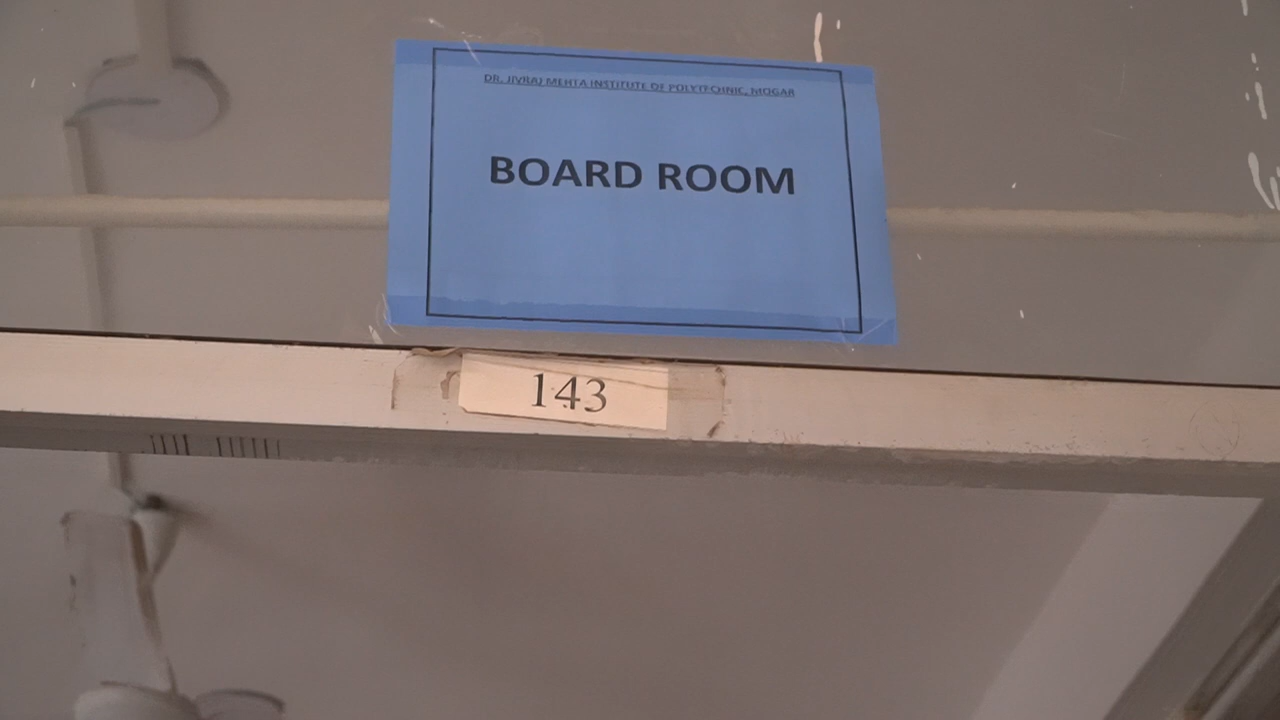 DR. JIVRAJ MEHTA INSTITUTE OF POLYTECHNIC, MOGAR
BOARD ROOM
143